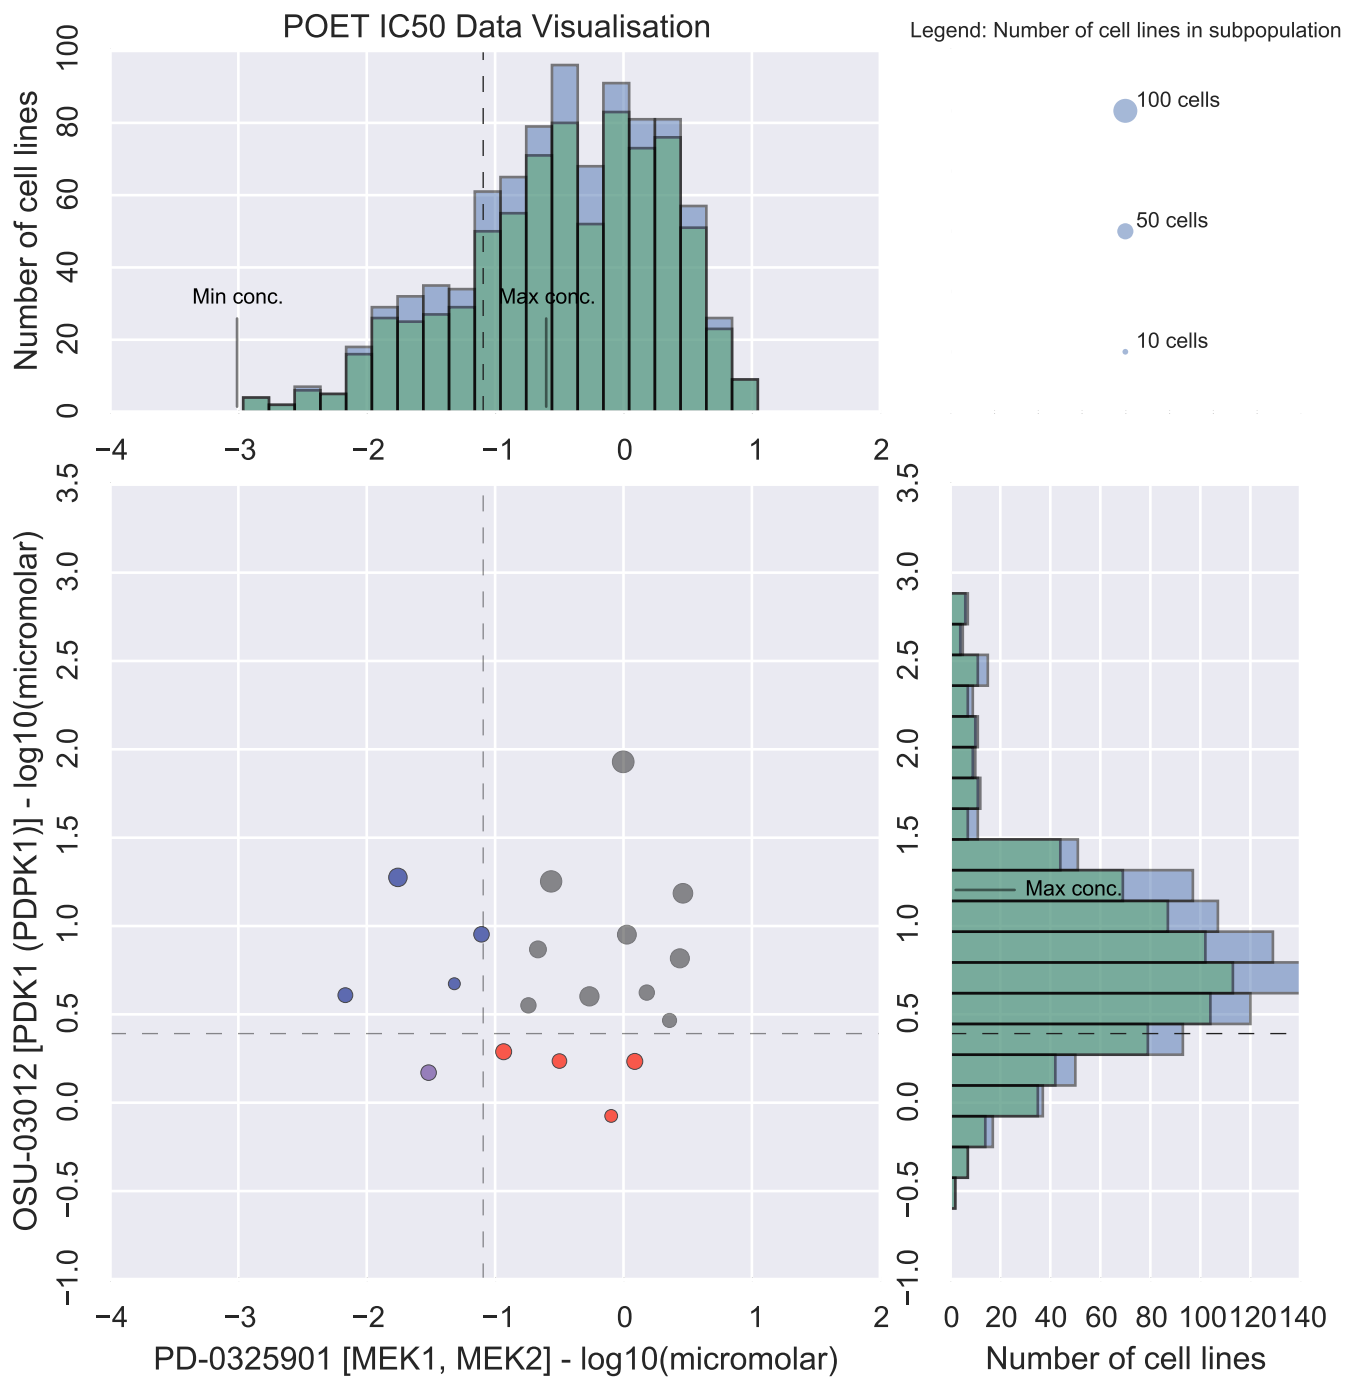 POET IC50 Data Visualisation
Legend: Number of cell lines in subpopulation
100 cells
50 cells
10 cells
Number of cell lines
100
80
60
40
20
0
Min conc.
Max conc.
−4 −3 −2 −1 0 1 2
OSU-03012 [PDK1 (PDPK1)] - log10(micromolar)
3.5
3.0
2.5
2.0
1.5
1.0
0.5
0.0
−0.5
−1.0
−4 −3 −2 −1 0 1 2
PD-0325901 [MEK1, MEK2] - log10(micromolar)
3.5
3.0
2.5
2.0
1.5
1.0
0.5
0.0
−0.5
−1.0
Max conc.
0 20 40 60 80 100 120 140
Number of cell lines